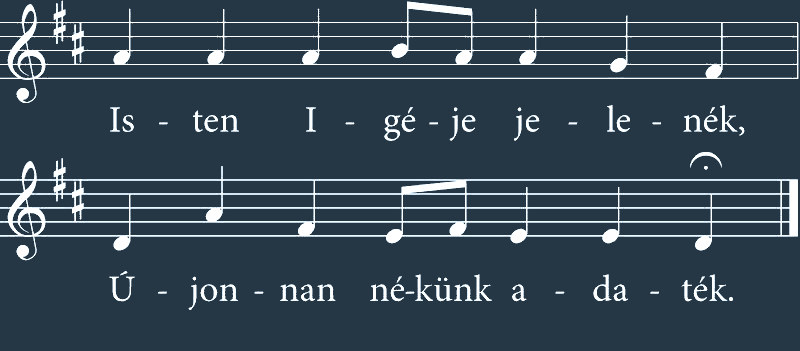 Is - ten I - gé - je je - le - nék,
Ú - jon - nan né-künk a - da - ték.